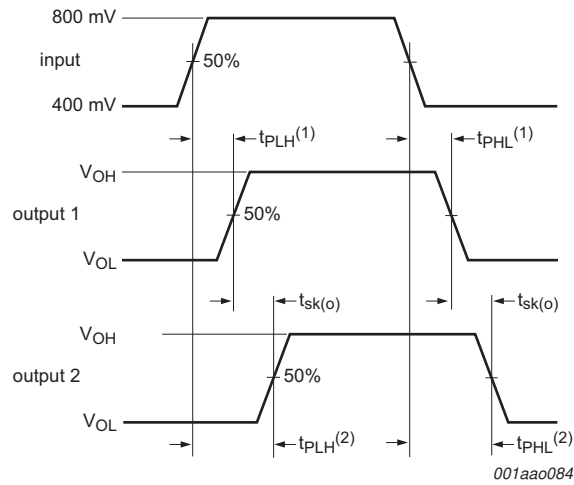 800 mV
input
50%
400 mV
tPLH(1)
tPHL(1)
VOH
output 1
50%
VOL
tsk(o)
tsk(o)
VOH
output 2
50%
VOL
tPLH(2)
tPHL(2)
001aao084